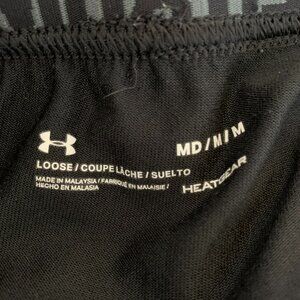 MD / M / M
LOOSE / COUPE LÂCHE / SUELTO
HEATGEAR
MADE IN MALAYSIA / FABRIQUÉ EN MALAISIE /
HECHO EN MALASIA